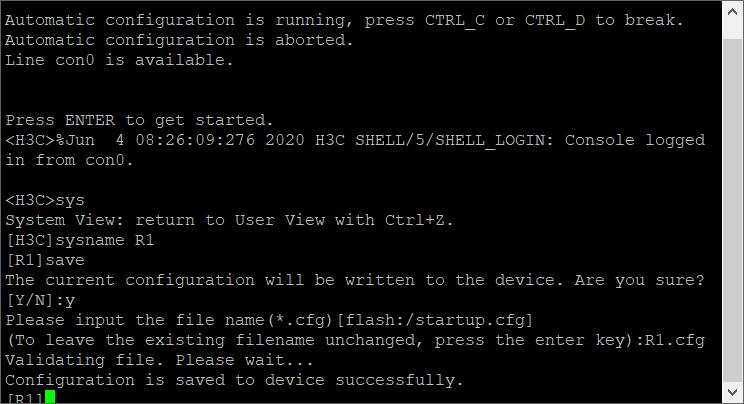 Automatic configuration is running, press CTRL_C or CTRL_D to break.
Automatic configuration is aborted.
Line con0 is available.
Press ENTER to get started.
<H3C>%Jun  4 08:26:09:276 2020 H3C SHELL/5/SHELL_LOGIN: Console logged
in from con0.
<H3C>sys
System View: return to User View with Ctrl+Z.
[H3C]sysname R1
[R1]save
The current configuration will be written to the device. Are you sure?
[Y/N]:y
Please input the file name(*.cfg)[flash:/startup.cfg]
(To leave the existing filename unchanged, press the enter key):R1.cfg
Validating file. Please wait...
Configuration is saved to device successfully.
[R1]